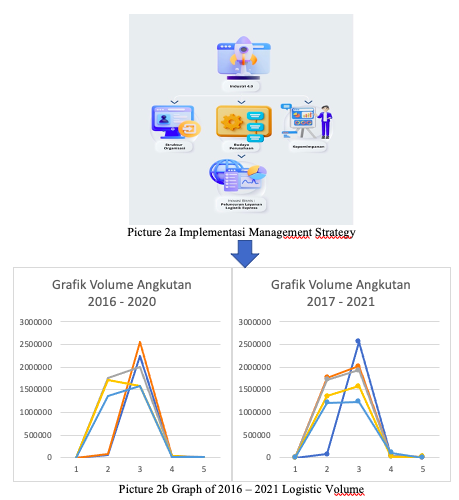 Industri 4.0
Struktur
Organisasi
Budaya
Perusahaan
Kepemimpinan
Inovasi Bisnis :
Peluncuran Layanan
Logistik Express
Picture 2a Implementasi Management Strategy
Grafik Volume Angkutan
2016 - 2020
3000000
2500000
2000000
1500000
1000000
500000
0
1 2 3 4 5
Grafik Volume Angkutan
2017 - 2021
3000000
2500000
2000000
1500000
1000000
500000
0
1 2 3 4 5
Picture 2b Graph of 2016 – 2021 Logistic Volume